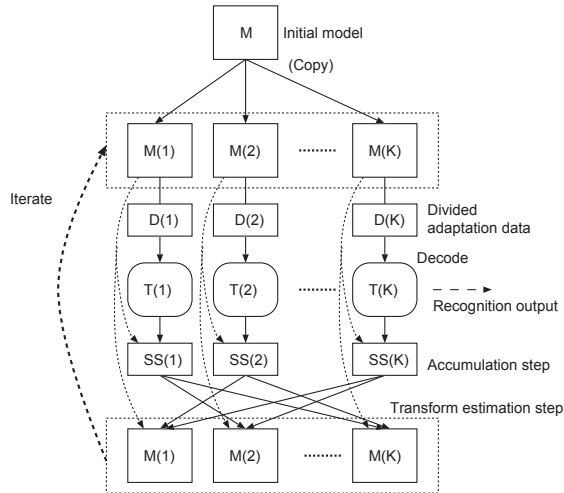 M Initial model
(Copy)
M(1) M(2) ········ M(K)
Iterate
D(1) D(2) D(K) Divided
adaptation data
Decode
T(1) T(2) ········ T(K)
Recognition output
SS(1) SS(2) SS(K) Accumulation step
Transform estimation step
M(1) M(2) ········ M(K)